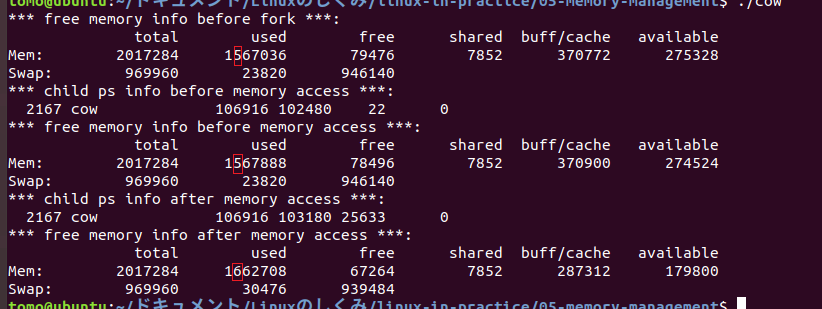 tomo@ubuntu:~/ドキュメント/Linuxのしくみ/linux-in-practice/05-memory-management$ ./cow
*** free memory info before fork ***:
total used free shared buff/cache available
Mem: 2017284 1567036 79476 7852 370772 275328
Swap: 969960 23820 946140
*** child ps info before memory access ***:
2167 cow 106916 102480 22 0
*** free memory info before memory access ***:
total used free shared buff/cache available
Mem: 2017284 1567888 78496 7852 370900 274524
Swap: 969960 23820 946140
*** child ps info after memory access ***:
2167 cow 106916 103180 25633 0
*** free memory info after memory access ***:
total used free shared buff/cache available
Mem: 2017284 1662708 67264 7852 287312 179800
Swap: 969960 30476 939484
tomo@ubuntu:~/ドキュメント/Linuxのしくみ/linux-in-practice/05-memory-management$